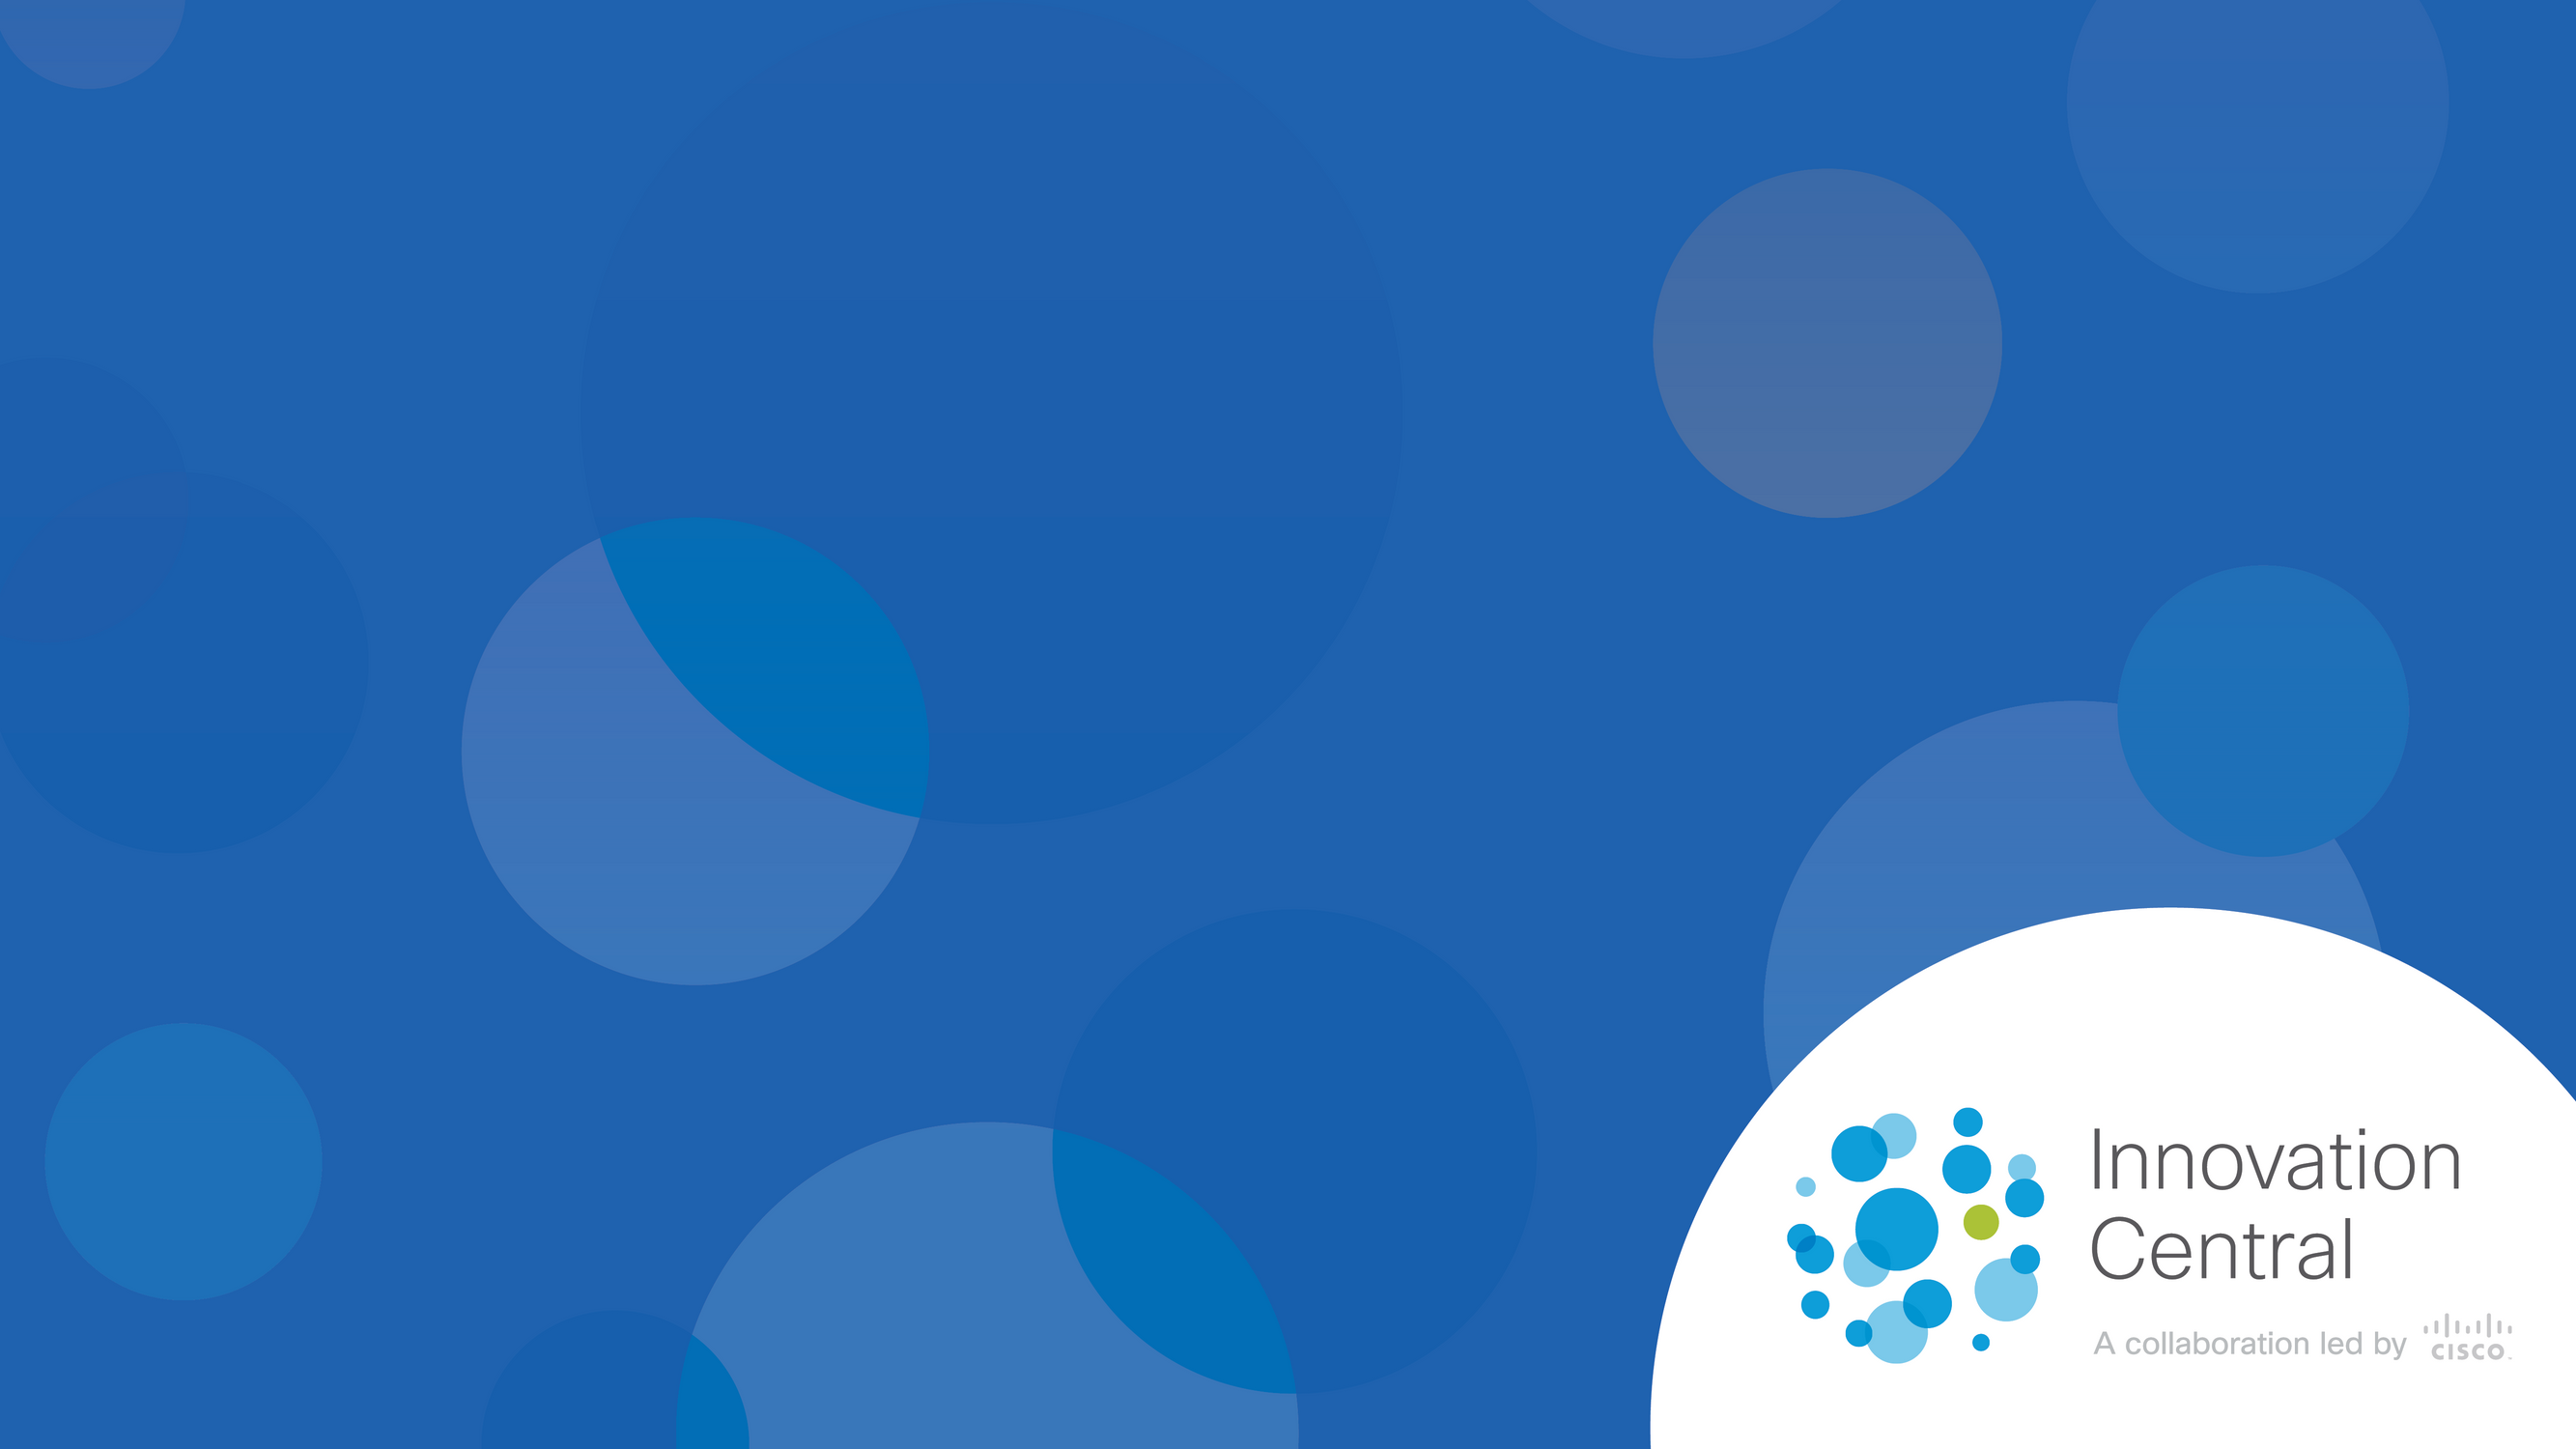 Innovation
Central
A collaboration led by CISCO